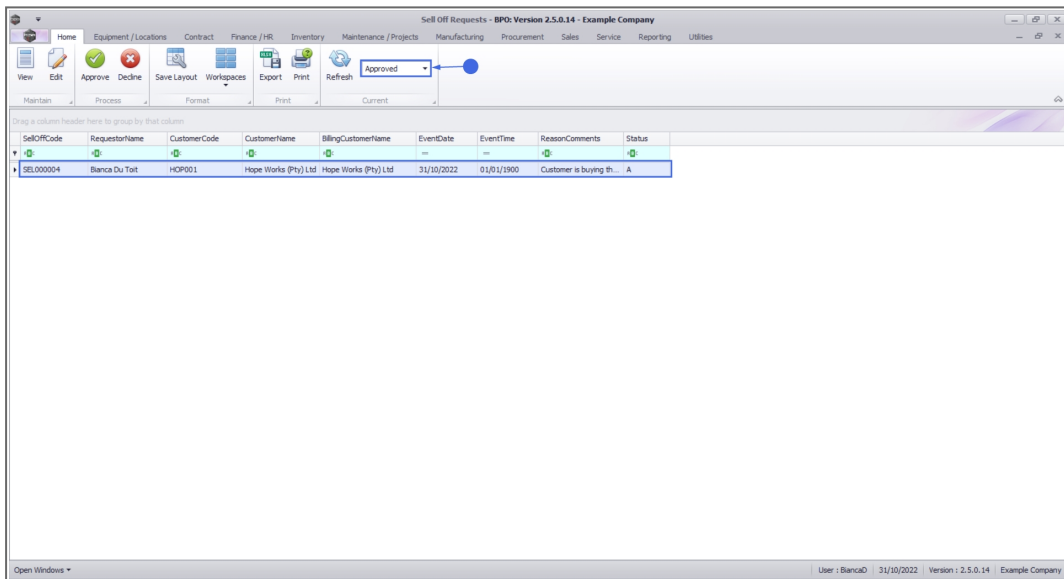 Sell Off Requests - BPO: Version 2.5.0.14 - Example Company
Home Equipment / Locations Contract Finance / HR Inventory Maintenance / Projects Manufacturing Procurement Sales Service Reporting Utilities
View Edit Approve Decline Save Layout Workspaces Export Print Refresh Approved
Maintain Process Format Print Current
Drag a column header here to group by that column
SellOffCode RequestorName CustomerCode CustomerName BillingCustomerName EventDate EventTime ReasonComments Status
SEL000004 Bianca Du Toit HOP001 Hope Works (Pty) Ltd Hope Works (Pty) Ltd 31/10/2022 01/01/1900 Customer is buying th... A
Open Windows User : BiancaD 31/10/2022 Version : 2.5.0.14 Example Company